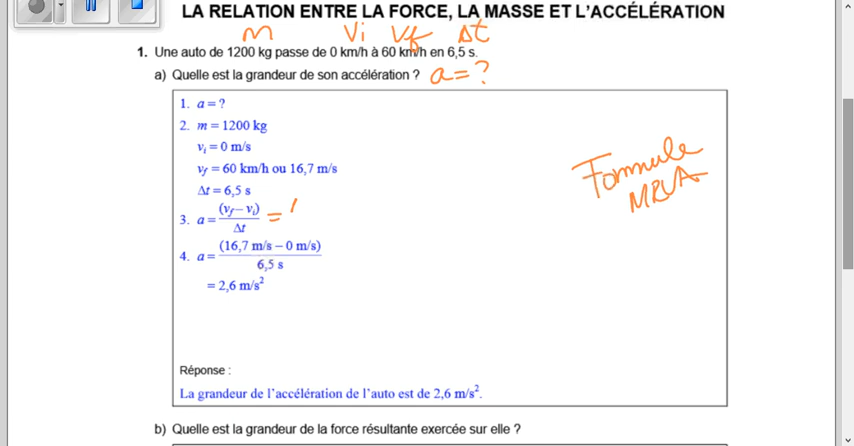 LA RELATION ENTRE LA FORCE, LA MASSE ET L'ACCÉLÉRATION
m Vi Vf Δt
1. Une auto de 1200 kg passe de 0 km/h à 60 km/h en 6,5 s.
a) Quelle est la grandeur de son accélération ? a = ?
1. a = ?
2. m = 1200 kg
vi = 0 m/s
vf = 60 km/h ou 16,7 m/s
Δt = 6,5 s
3. a = (vf – vi) / Δt =
4. a = (16,7 m/s – 0 m/s) / 6,5 s
= 2,6 m/s²
Formule
MRUA
Réponse :
La grandeur de l'accélération de l'auto est de 2,6 m/s².
b) Quelle est la grandeur de la force résultante exercée sur elle ?